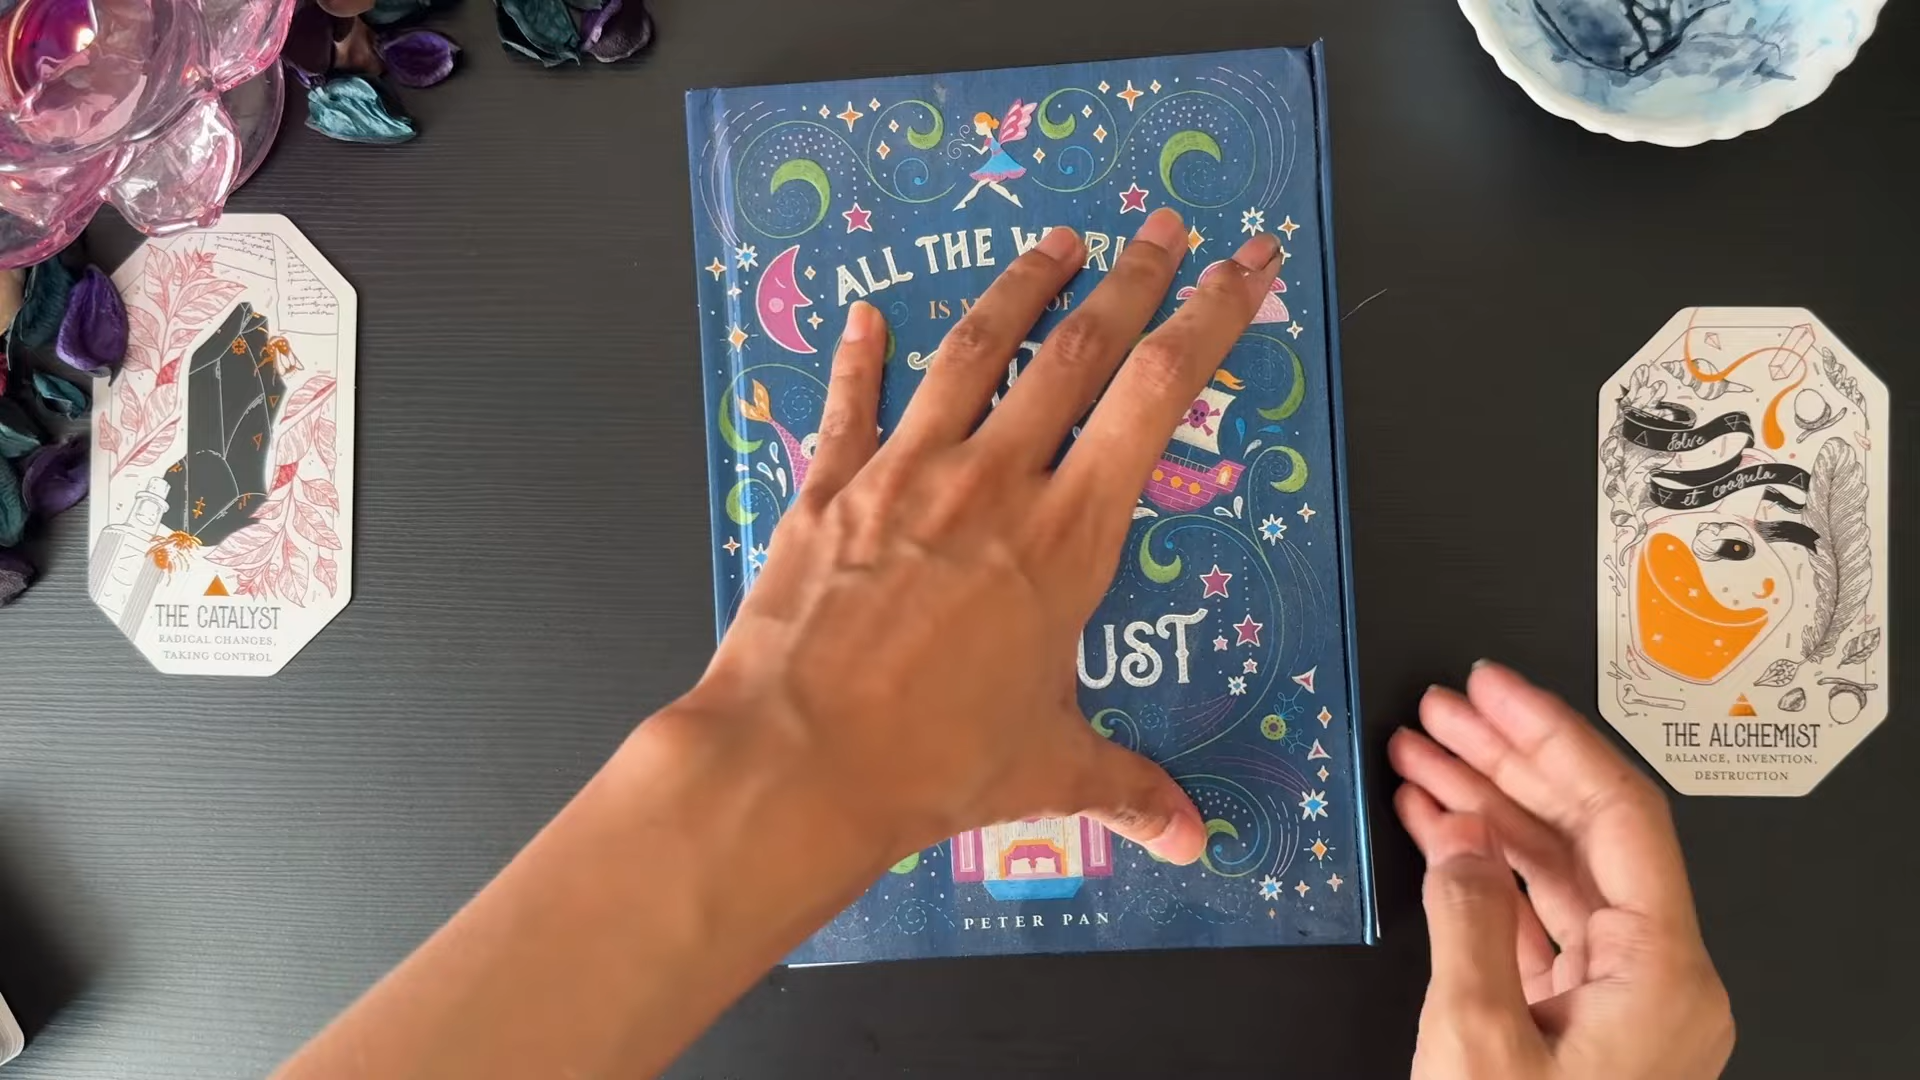 ALL THE
IS OF
UST
PETER PAN
THE CATALYST
RADICAL CHANGES,
TAKING CONTROL
Solve
et coagula
THE ALCHEMIST
BALANCE, INVENTION,
DESTRUCTION